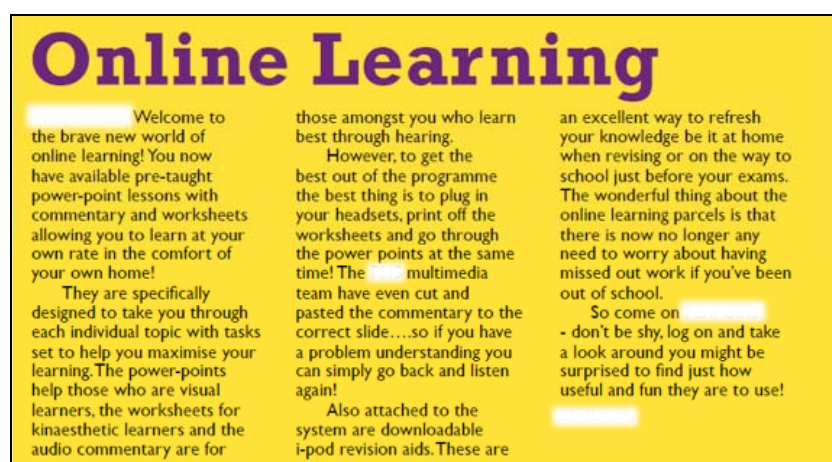 Online Learning
Welcome to
the brave new world of
online learning! You now
have available pre-taught
power-point lessons with
commentary and worksheets
allowing you to learn at your
own rate in the comfort of
your own home!
They are specifically
designed to take you through
each individual topic with tasks
set to help you maximise your
learning. The power-points
help those who are visual
learners, the worksheets for
kinaesthetic learners and the
audio commentary are for
those amongst you who learn
best through hearing.
However, to get the
best out of the programme
the best thing is to plug in
your headsets, print off the
worksheets and go through
the power points at the same
time! The multimedia
team have even cut and
pasted the commentary to the
correct slide....so if you have
a problem understanding you
can simply go back and listen
again!
Also attached to the
system are downloadable
i-pod revision aids. These are
an excellent way to refresh
your knowledge be it at home
when revising or on the way to
school just before your exams.
The wonderful thing about the
online learning parcels is that
there is now no longer any
need to worry about having
missed out work if you've been
out of school.
So come on
- don't be shy, log on and take
a look around you might be
surprised to find just how
useful and fun they are to use!